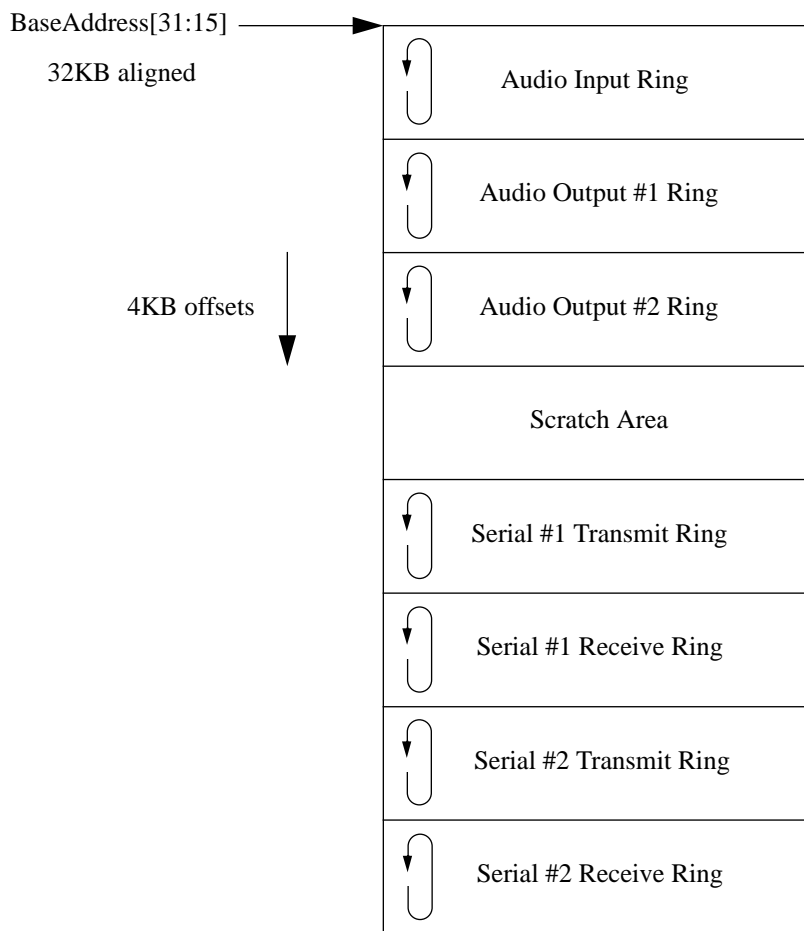 BaseAddress[31:15]
32KB aligned
Audio Input Ring
Audio Output #1 Ring
4KB offsets
Audio Output #2 Ring
Scratch Area
Serial #1 Transmit Ring
Serial #1 Receive Ring
Serial #2 Transmit Ring
Serial #2 Receive Ring